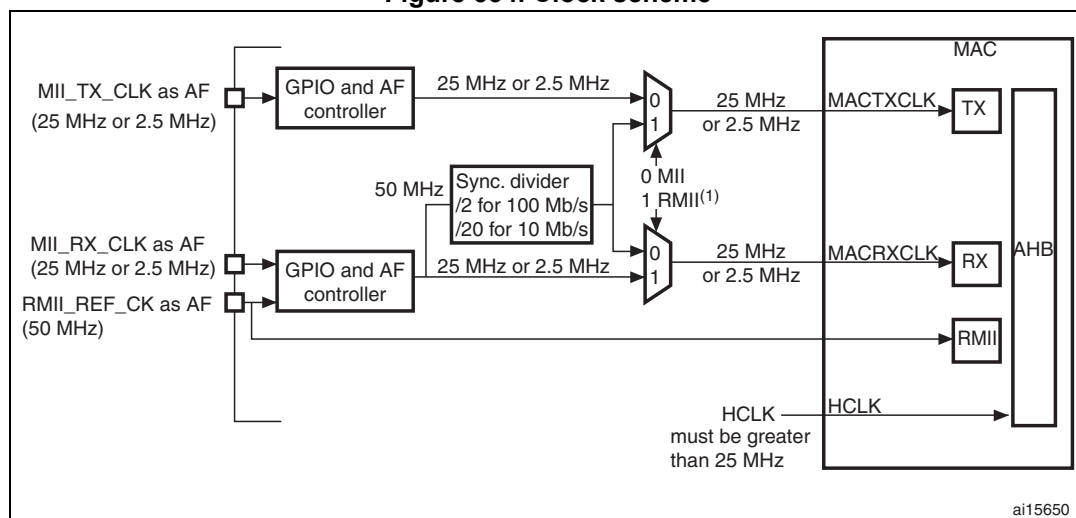 MAC
MII_TX_CLK as AF
(25 MHz or 2.5 MHz)
GPIO and AF
controller
25 MHz or 2.5 MHz
0
1
25 MHz
or 2.5 MHz
MACTXCLK
TX
50 MHz
Sync. divider
/2 for 100 Mb/s
/20 for 10 Mb/s
0 MII
1 RMII(1)
MII_RX_CLK as AF
(25 MHz or 2.5 MHz)
RMII_REF_CK as AF
(50 MHz)
GPIO and AF
controller
25 MHz or 2.5 MHz
0
1
25 MHz
or 2.5 MHz
MACRXCLK
RX
AHB
RMII
HCLK
must be greater
than 25 MHz
HCLK
ai15650